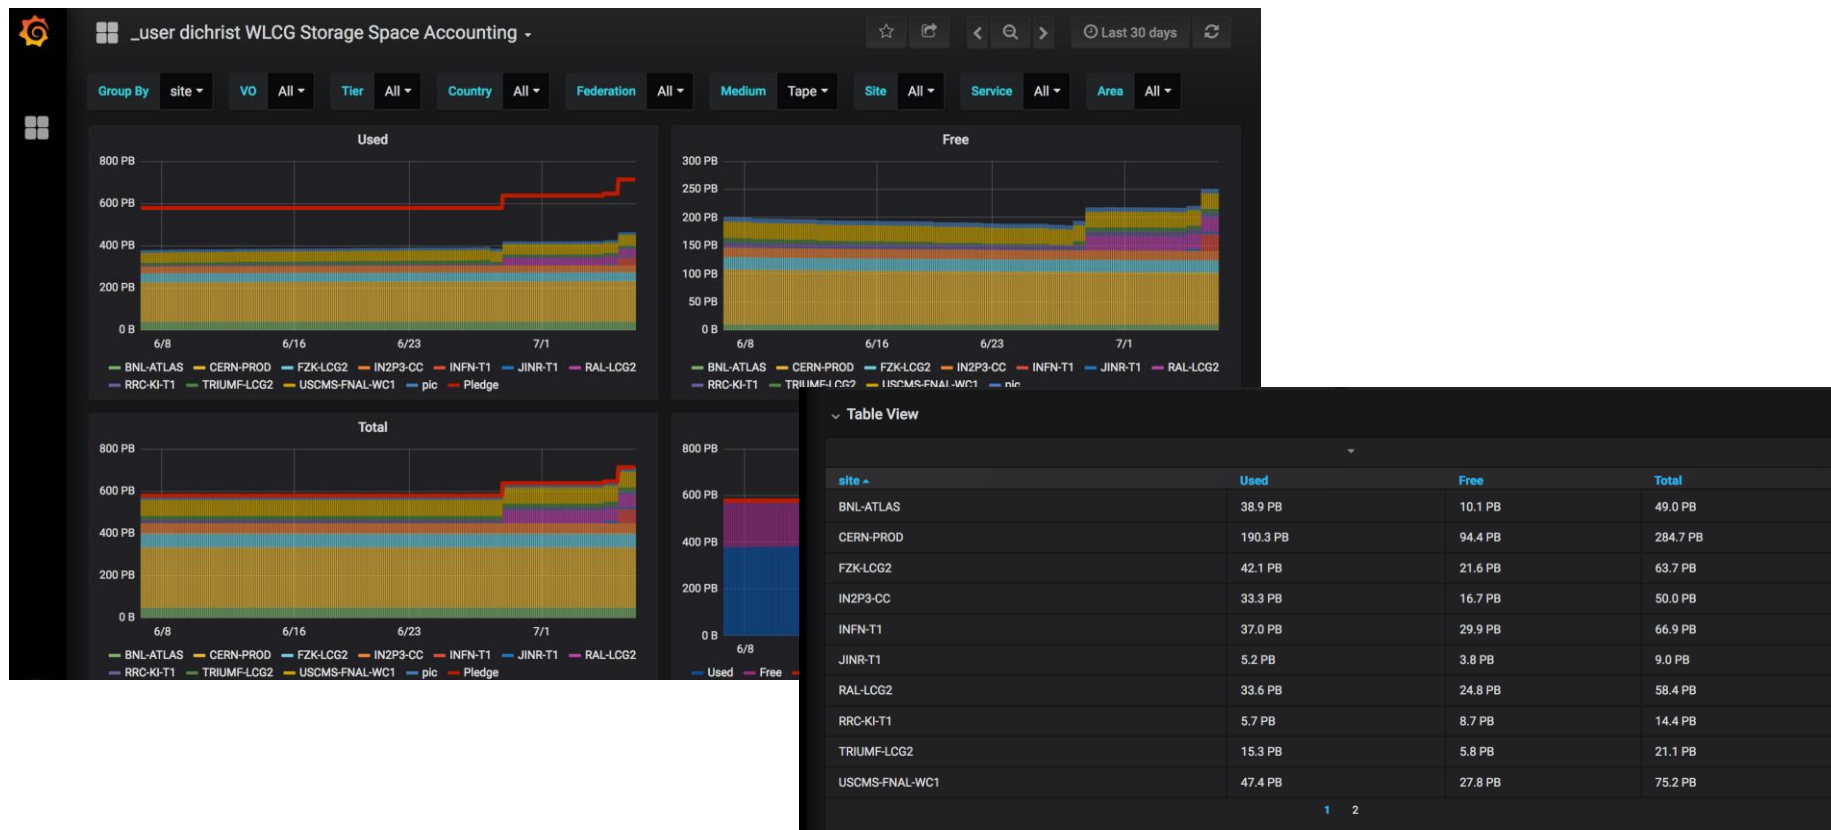 _user dichrist WLCG Storage Space Accounting
Last 30 days
Group By site VO All Tier All Country All Federation All Medium Tape Site All Service All Area All
Used
800 PB
600 PB
400 PB
200 PB
0 B
6/8 6/16 6/23 7/1
BNL-ATLAS CERN-PROD FZK-LCG2 IN2P3-CC INFN-T1 JINR-T1 RAL-LCG2
RRC-KI-T1 TRIUMF-LCG2 USCMS-FNAL-WC1 pic Pledge
Free
300 PB
250 PB
200 PB
150 PB
100 PB
50 PB
0 B
6/8 6/16 6/23 7/1
BNL-ATLAS CERN-PROD FZK-LCG2 IN2P3-CC INFN-T1 JINR-T1 RAL-LCG2
RRC-KI-T1 TRIUMF-LCG2 USCMS-FNAL-WC1 pic
Total
800 PB
600 PB
400 PB
200 PB
0 B
6/8 6/16 6/23 7/1
BNL-ATLAS CERN-PROD FZK-LCG2 IN2P3-CC INFN-T1 JINR-T1 RAL-LCG2
RRC-KI-T1 TRIUMF-LCG2 USCMS-FNAL-WC1 pic Pledge
800 PB
600 PB
400 PB
200 PB
0 B
6/8
Used Free
Table View
site Used Free Total
BNL-ATLAS 38.9 PB 10.1 PB 49.0 PB
CERN-PROD 190.3 PB 94.4 PB 284.7 PB
FZK-LCG2 42.1 PB 21.6 PB 63.7 PB
IN2P3-CC 33.3 PB 16.7 PB 50.0 PB
INFN-T1 37.0 PB 29.9 PB 66.9 PB
JINR-T1 5.2 PB 3.8 PB 9.0 PB
RAL-LCG2 33.6 PB 24.8 PB 58.4 PB
RRC-KI-T1 5.7 PB 8.7 PB 14.4 PB
TRIUMF-LCG2 15.3 PB 5.8 PB 21.1 PB
USCMS-FNAL-WC1 47.4 PB 27.8 PB 75.2 PB
1 2